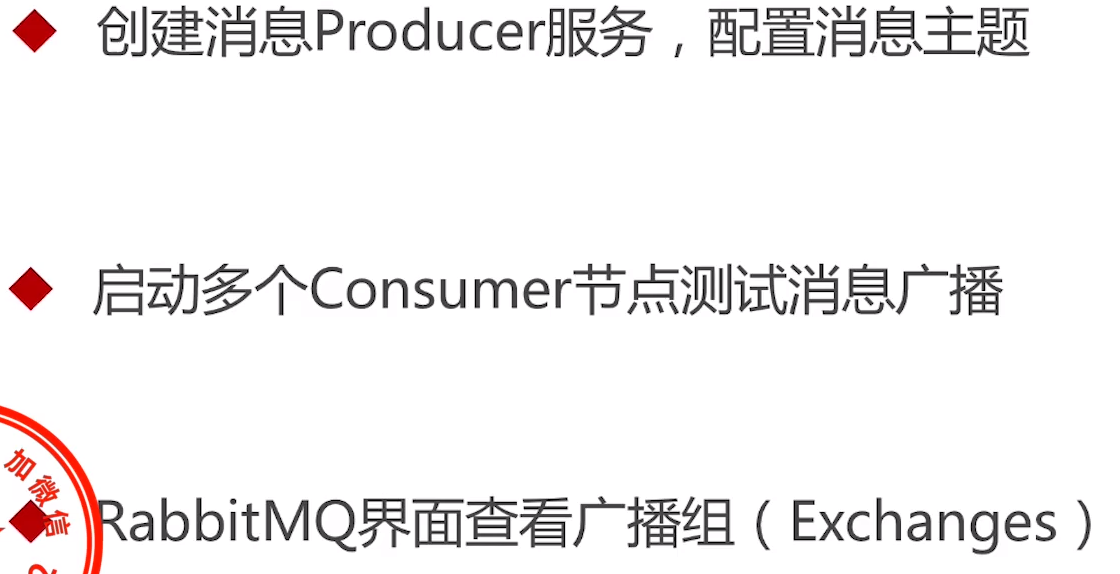 创建消息Producer服务，配置消息主题
启动多个Consumer节点测试消息广播
RabbitMQ界面查看广播组（Exchanges）
加微信